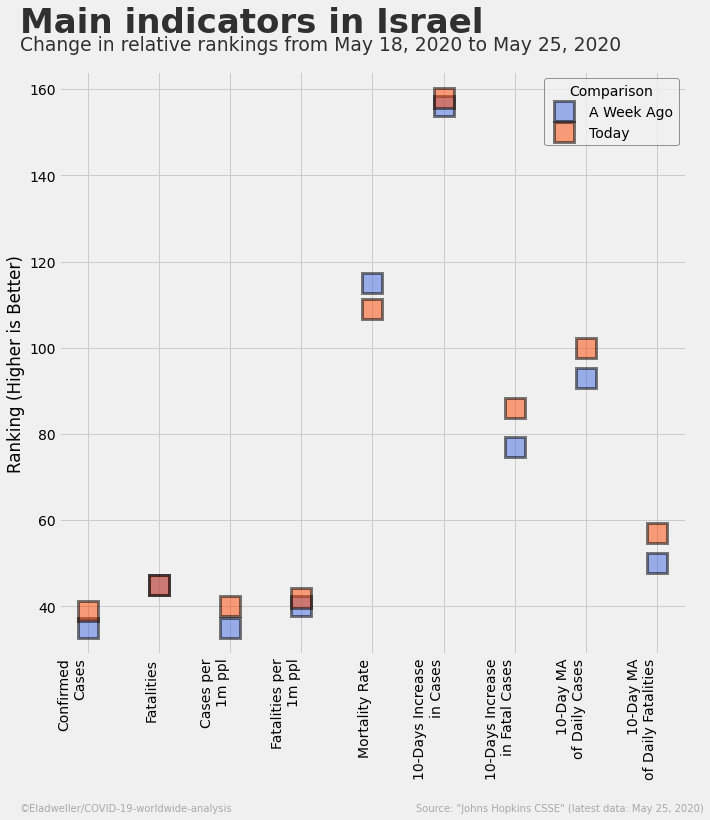 Main indicators in Israel
Change in relative rankings from May 18, 2020 to May 25, 2020
Comparison
A Week Ago
Today
Ranking (Higher is Better)
160
140
120
100
80
60
40
Confirmed
Cases
Fatalities
Cases per
1m ppl
Fatalities per
1m ppl
Mortality Rate
10-Days Increase
in Cases
10-Days Increase
in Fatal Cases
10-Day MA
of Daily Cases
10-Day MA
of Daily Fatalities
©Eladweller/COVID-19-worldwide-analysis
Source: "Johns Hopkins CSSE" (latest data: May 25, 2020)